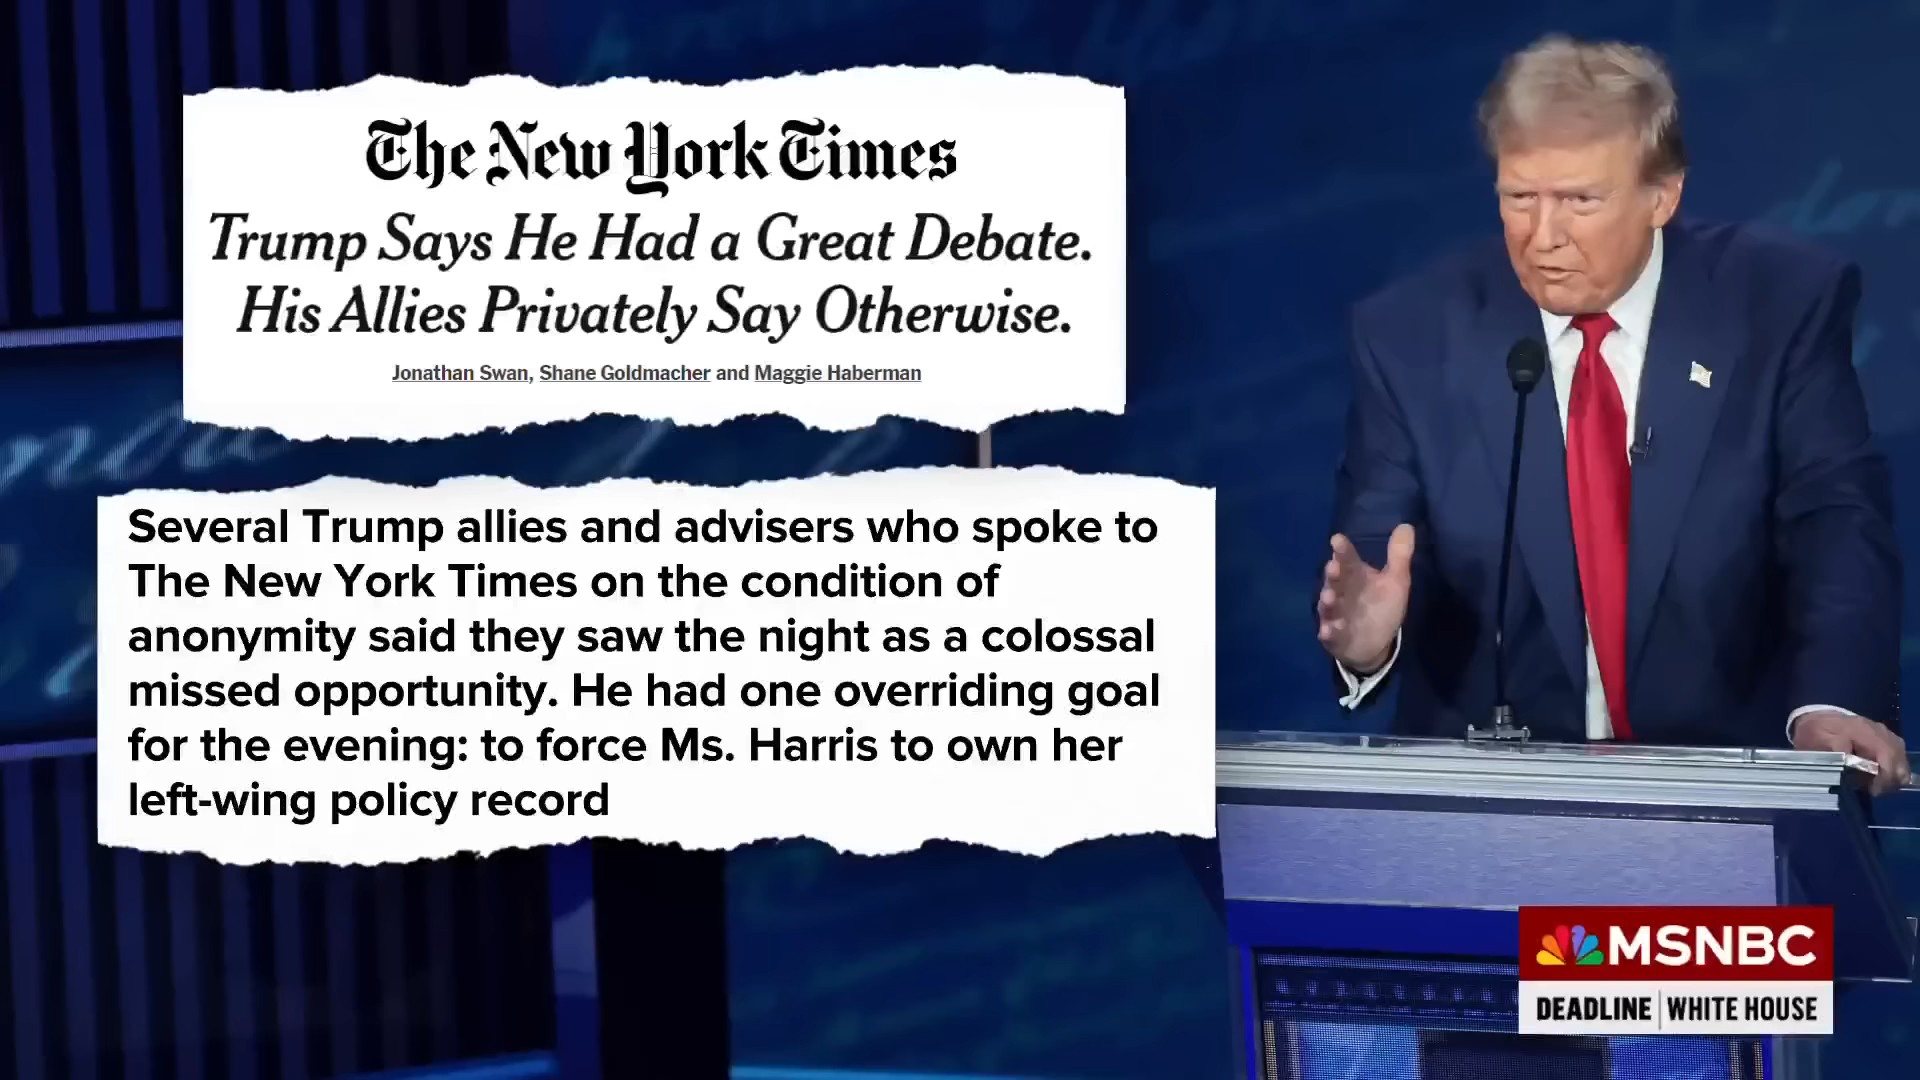 The New York Times
Trump Says He Had a Great Debate.
His Allies Privately Say Otherwise.
Jonathan Swan, Shane Goldmacher and Maggie Haberman
Several Trump allies and advisers who spoke to
The New York Times on the condition of
anonymity said they saw the night as a colossal
missed opportunity. He had one overriding goal
for the evening: to force Ms. Harris to own her
left-wing policy record
MSNBC
DEADLINE | WHITE HOUSE